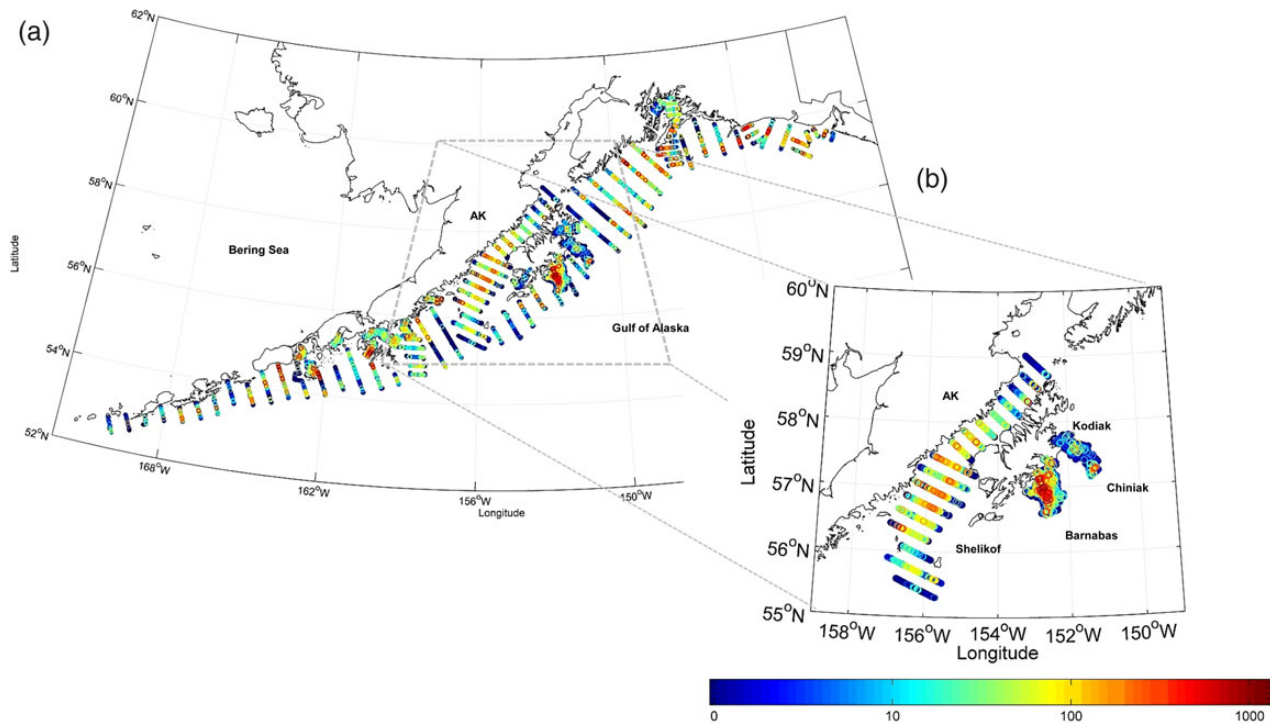 (a)
62°N
60°N
58°N
56°N
54°N
52°N
Latitude
Bering Sea
AK
Gulf of Alaska
168°W
162°W
156°W
150°W
Longitude
(b)
60°N
59°N
58°N
57°N
56°N
55°N
Latitude
AK
Kodiak
Chiniak
Barnabas
Shelikof
158°W
156°W
154°W
152°W
150°W
Longitude
0
10
100
1000